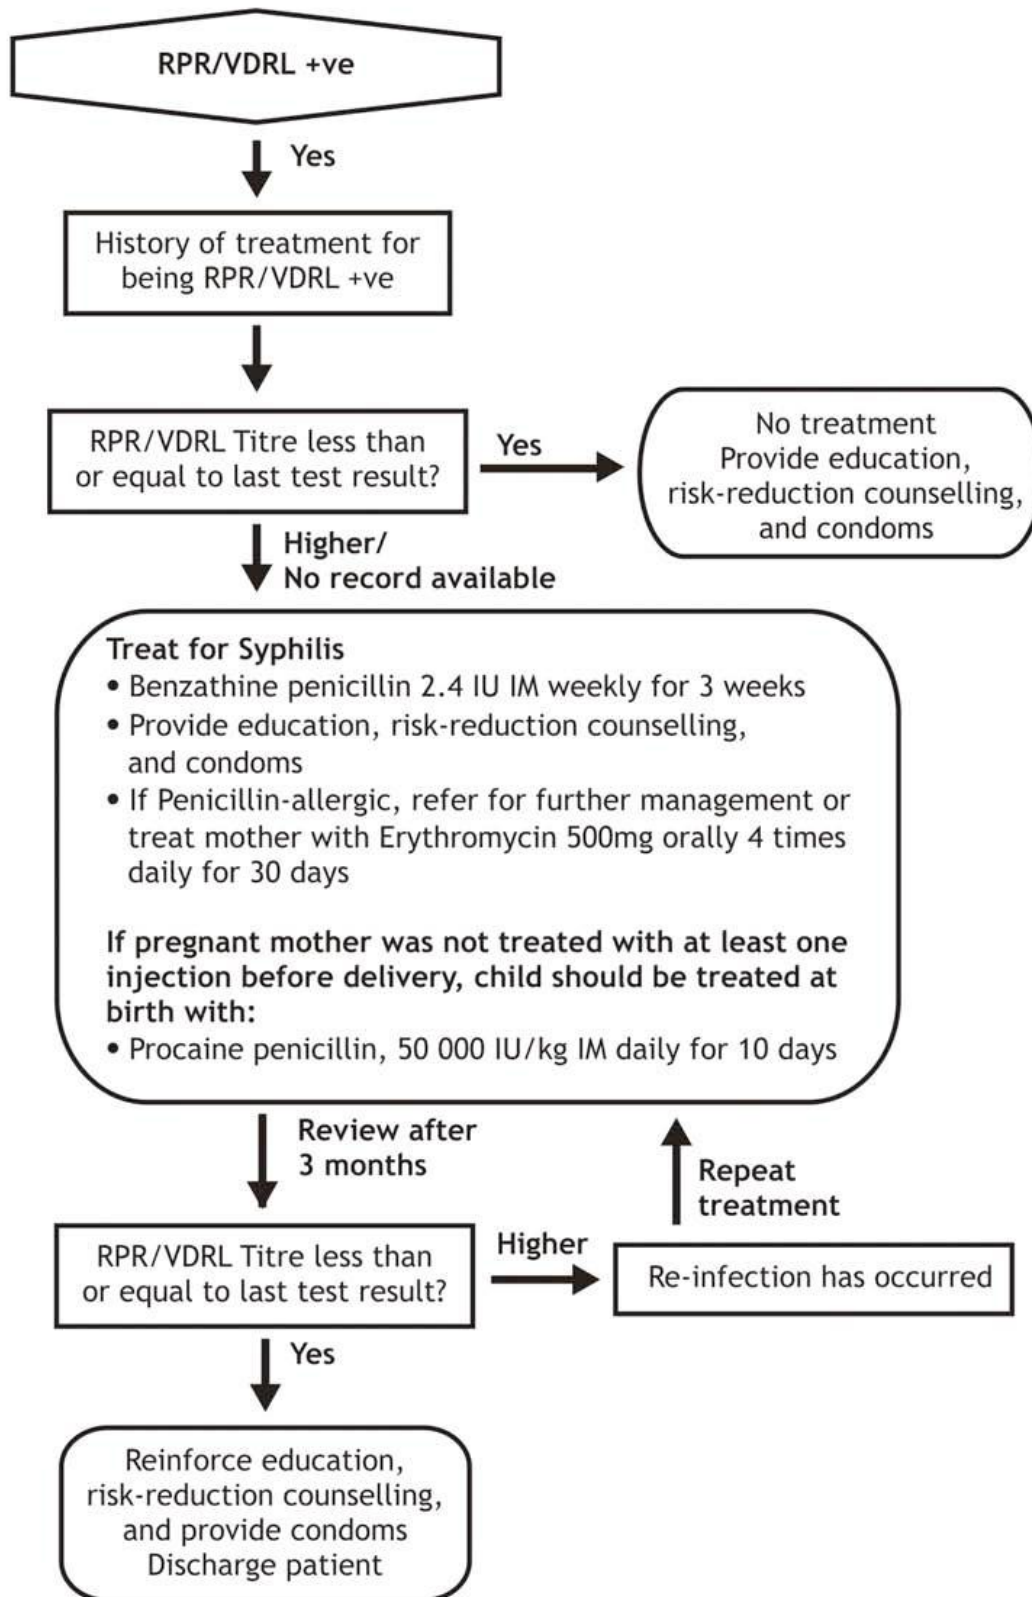 RPR/VDRL +ve
Yes
History of treatment for
being RPR/VDRL +ve
RPR/VDRL Titre less than
or equal to last test result?
Yes
No treatment
Provide education,
risk-reduction counselling,
and condoms
Higher/
No record available
Treat for Syphilis
• Benzathine penicillin 2.4 IU IM weekly for 3 weeks
• Provide education, risk-reduction counselling,
and condoms
• If Penicillin-allergic, refer for further management or
treat mother with Erythromycin 500mg orally 4 times
daily for 30 days
If pregnant mother was not treated with at least one
injection before delivery, child should be treated at
birth with:
• Procaine penicillin, 50 000 IU/kg IM daily for 10 days
Review after
3 months
Repeat
treatment
RPR/VDRL Titre less than
or equal to last test result?
Higher
Re-infection has occurred
Yes
Reinforce education,
risk-reduction counselling,
and provide condoms
Discharge patient